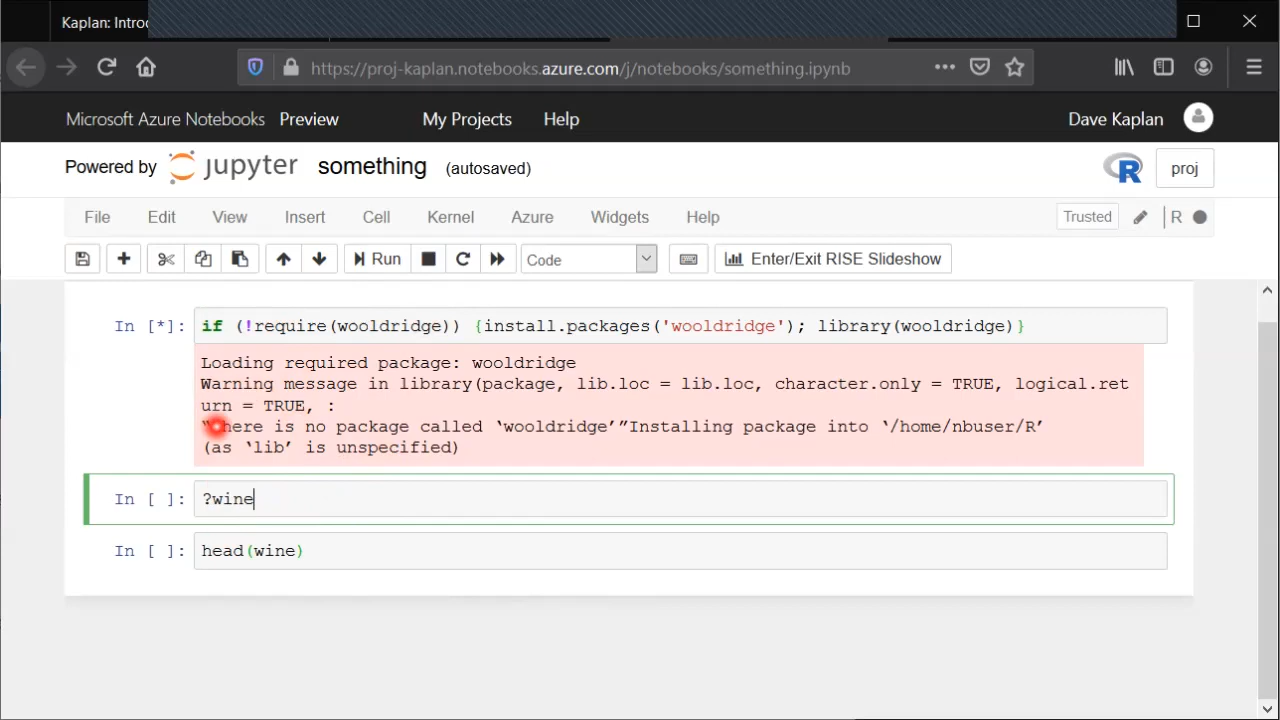 Kaplan: Introd
https://proj-kaplan.notebooks.azure.com/j/notebooks/something.ipynb
Microsoft Azure Notebooks Preview My Projects Help Dave Kaplan
Powered by jupyter something (autosaved) R proj
File Edit View Insert Cell Kernel Azure Widgets Help Trusted R
Run Code Enter/Exit RISE Slideshow
In [*]: if (!require(wooldridge)) {install.packages('wooldridge'); library(wooldridge)}
Loading required package: wooldridge
Warning message in library(package, lib.loc = lib.loc, character.only = TRUE, logical.ret
urn = TRUE, :
“there is no package called ‘wooldridge’”Installing package into ‘/home/nbuser/R’
(as ‘lib’ is unspecified)
In [ ]: ?wine
In [ ]: head(wine)